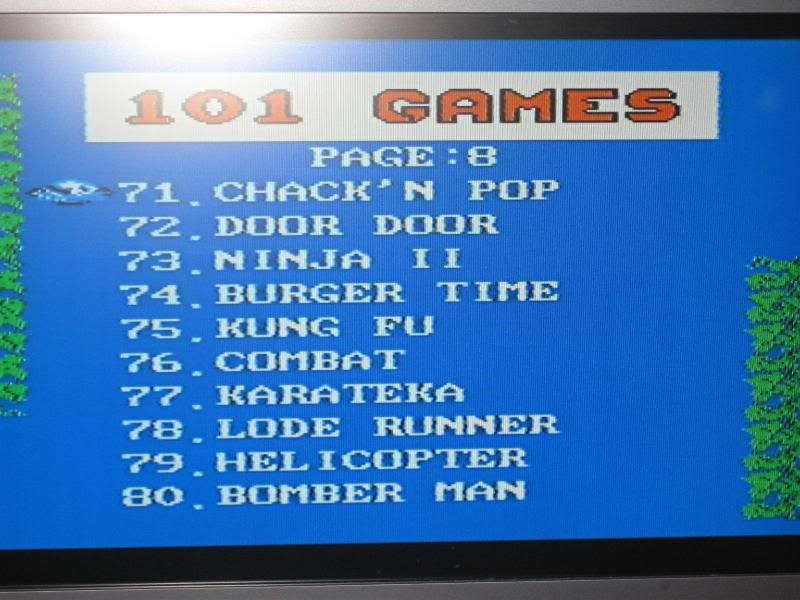 101 GAMES
PAGE:8
71.CHACK'N POP
72.DOOR DOOR
73.NINJA II
74.BURGER TIME
75.KUNG FU
76.COMBAT
77.KARATEKA
78.LODE RUNNER
79.HELICOPTER
80.BOMBER MAN